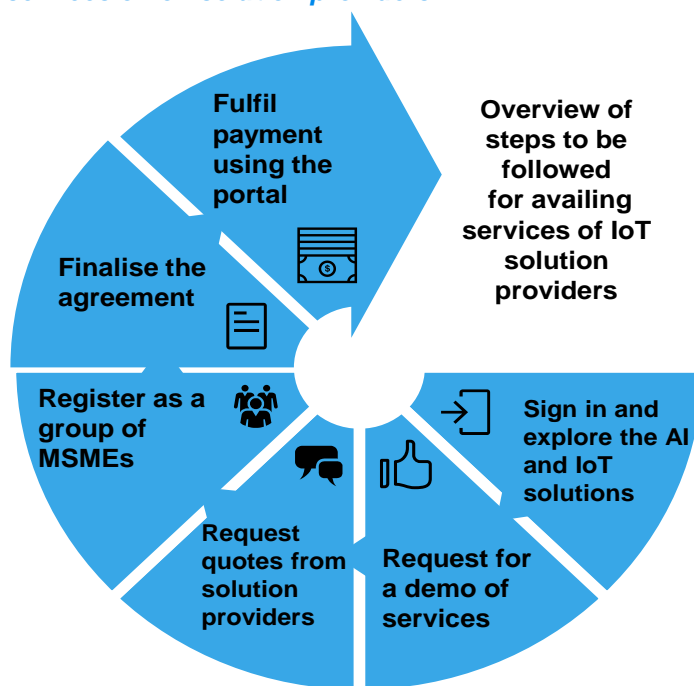 Fulfil
payment
using the
portal
Overview of
steps to be
followed
for availing
services of IoT
solution
providers
Finalise the
agreement
Register as a
group of
MSMEs
Sign in and
explore the AI
and IoT
solutions
Request
quotes from
solution
providers
Request for
a demo of
services